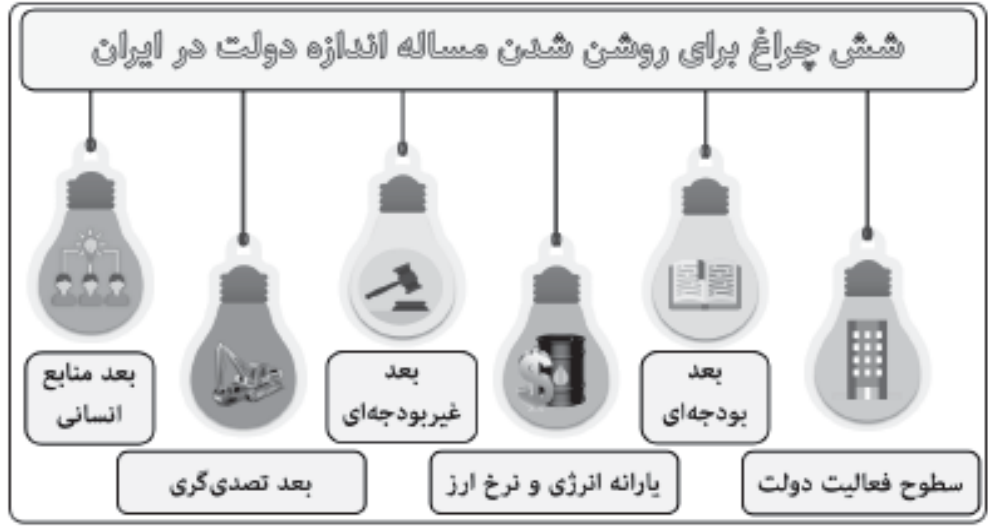 شش چراغ برای روشن شدن مساله اندازه دولت در ایران
سطوح فعالیت دولت
بعد
بودجه‌ای
یارانه انرژی و نرخ ارز
بعد
غیربودجه‌ای
بعد تصدی‌گری
بعد منابع
انسانی